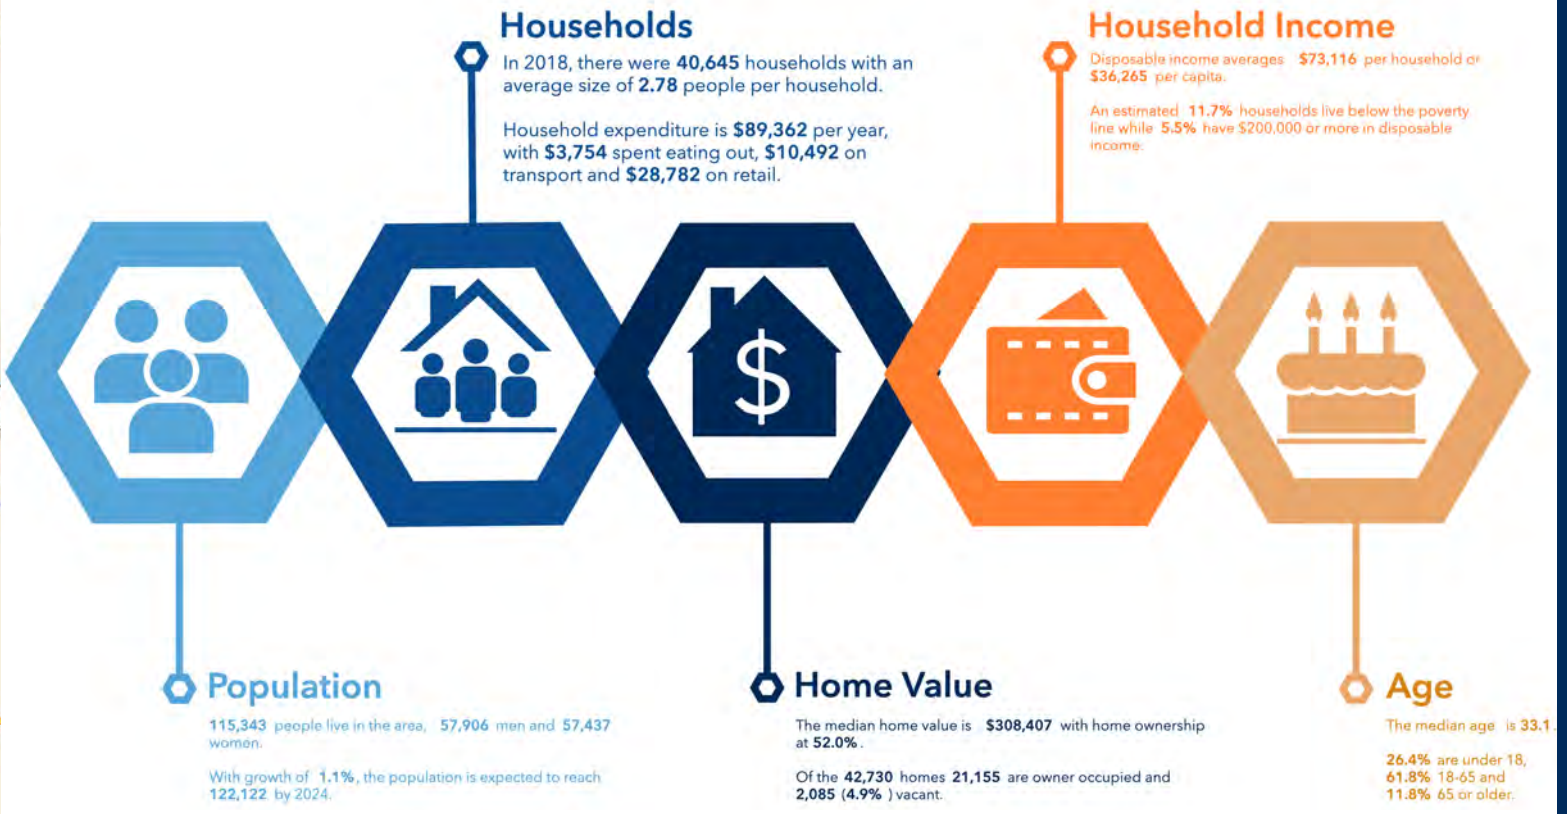 Households
In 2018, there were 40,645 households with an
average size of 2.78 people per household.
Household expenditure is $89,362 per year,
with $3,754 spent eating out, $10,492 on
transport and $28,782 on retail.
Household Income
Disposable income averages $73,116 per household or
$36,265 per capita.
An estimated 11.7% households live below the poverty
line while 5.5% have $200,000 or more in disposable
income.
$
Population
115,343 people live in the area, 57,906 men and 57,437
women.
With growth of 1.1%, the population is expected to reach
122,122 by 2024.
Home Value
The median home value is $308,407 with home ownership
at 52.0%.
Of the 42,730 homes 21,155 are owner occupied and
2,085 (4.9% ) vacant.
Age
The median age is 33.1.
26.4% are under 18,
61.8% 18-65 and
11.8% 65 or older.